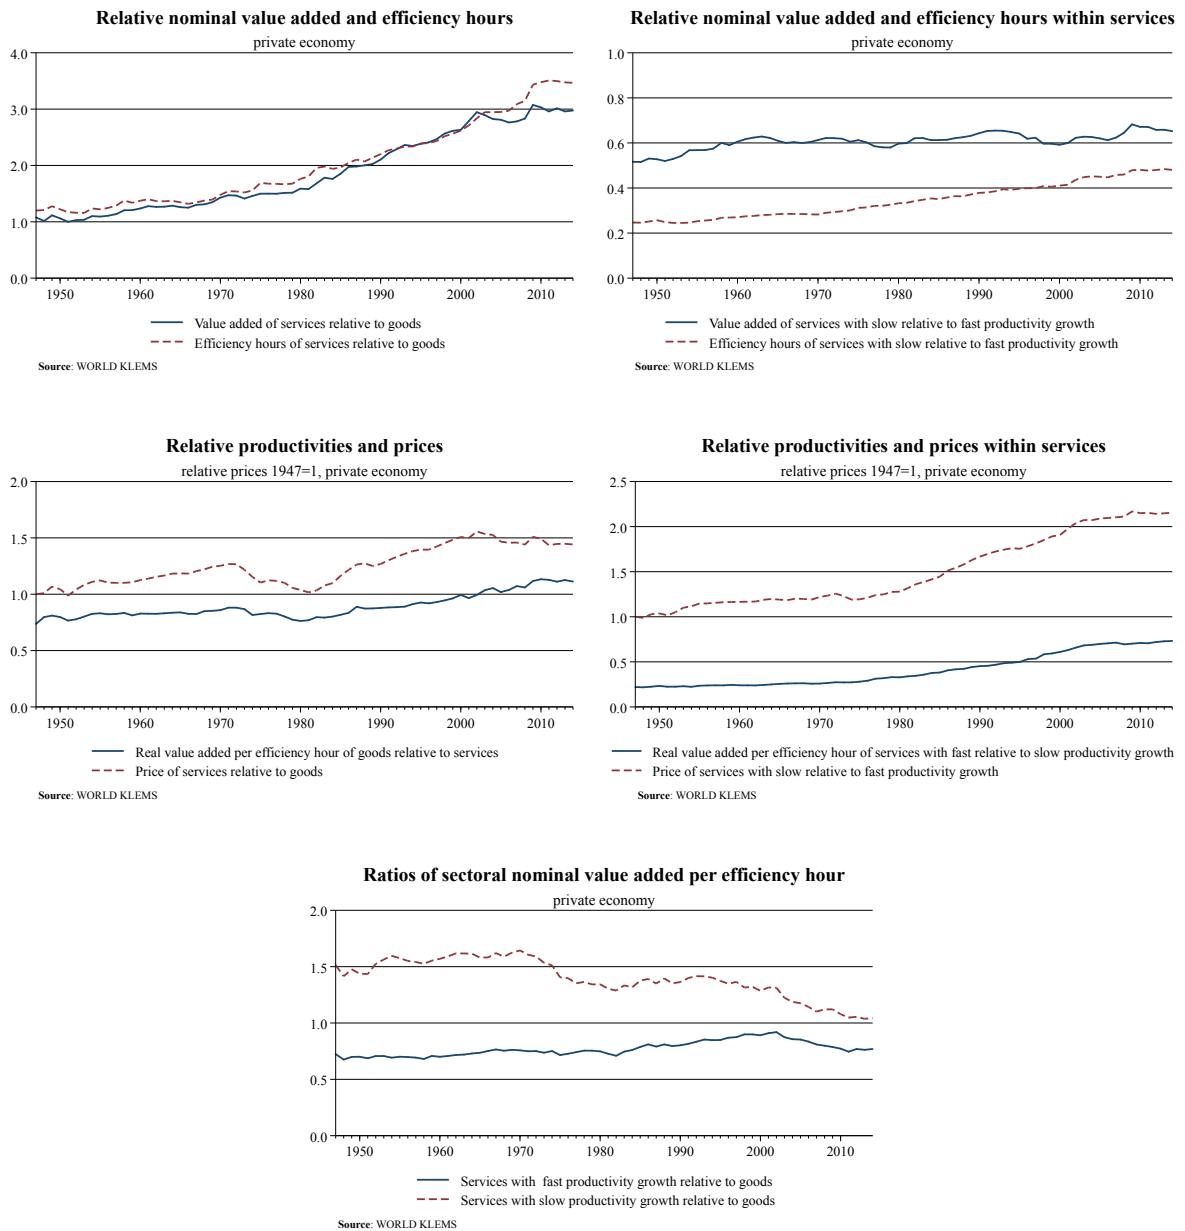 Relative nominal value added and efficiency hours
private economy
4.0
3.0
2.0
1.0
0.0
1950 1960 1970 1980 1990 2000 2010
Value added of services relative to goods
Efficiency hours of services relative to goods
Source: WORLD KLEMS
Relative nominal value added and efficiency hours within services
private economy
1.0
0.8
0.6
0.4
0.2
0.0
1950 1960 1970 1980 1990 2000 2010
Value added of services with slow relative to fast productivity growth
Efficiency hours of services with slow relative to fast productivity growth
Source: WORLD KLEMS
Relative productivities and prices
relative prices 1947=1, private economy
2.0
1.5
1.0
0.5
0.0
1950 1960 1970 1980 1990 2000 2010
Real value added per efficiency hour of goods relative to services
Price of services relative to goods
Source: WORLD KLEMS
Relative productivities and prices within services
relative prices 1947=1, private economy
2.5
2.0
1.5
1.0
0.5
0.0
1950 1960 1970 1980 1990 2000 2010
Real value added per efficiency hour of services with fast relative to slow productivity growth
Price of services with slow relative to fast productivity growth
Source: WORLD KLEMS
Ratios of sectoral nominal value added per efficiency hour
private economy
2.0
1.5
1.0
0.5
0.0
1950 1960 1970 1980 1990 2000 2010
Services with fast productivity growth relative to goods
Services with slow productivity growth relative to goods
Source: WORLD KLEMS